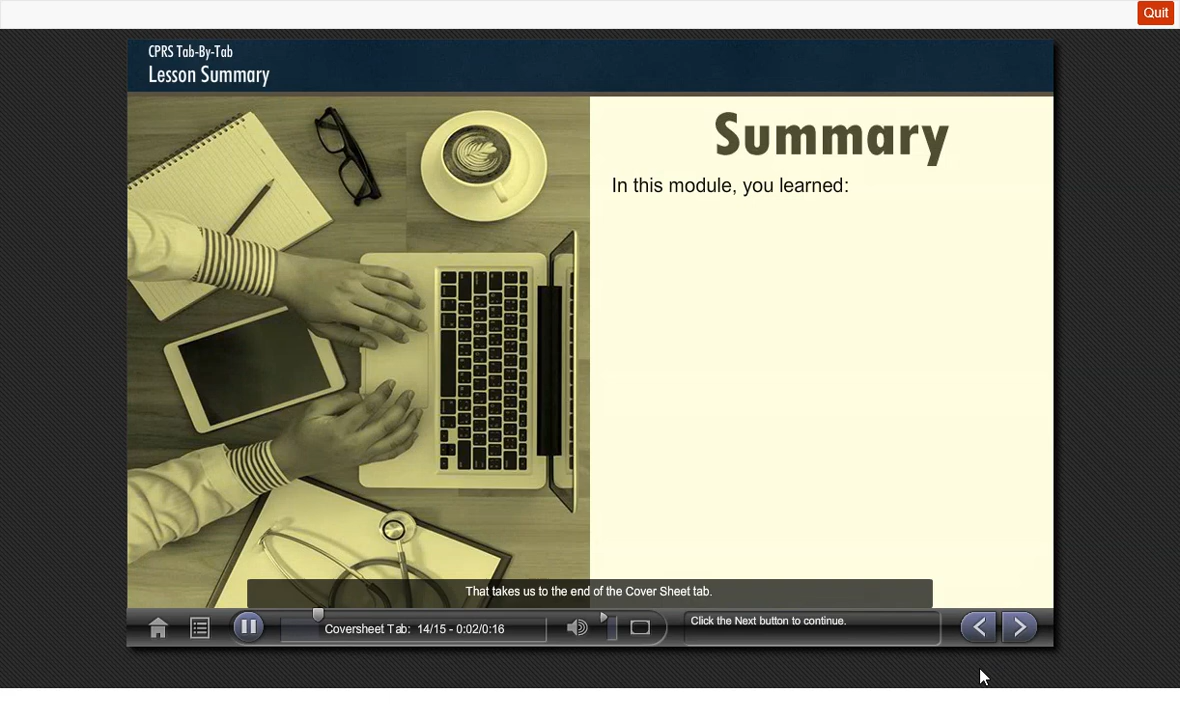 Quit
CPRS Tab-By-Tab
Lesson Summary
Summary
In this module, you learned:
That takes us to the end of the Cover Sheet tab.
Coversheet Tab: 14/15 - 0:02/0:16
Click the Next button to continue.